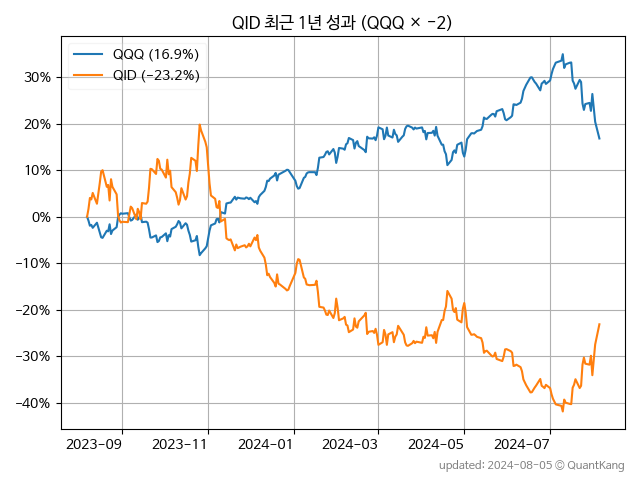 QID 최근 1년 성과 (QQQ × −2)
QQQ (16.9%)
QID (−23.2%)
30%
20%
10%
0%
−10%
−20%
−30%
−40%
2023-09 2023-11 2024-01 2024-03 2024-05 2024-07
updated: 2024-08-05 © QuantKang